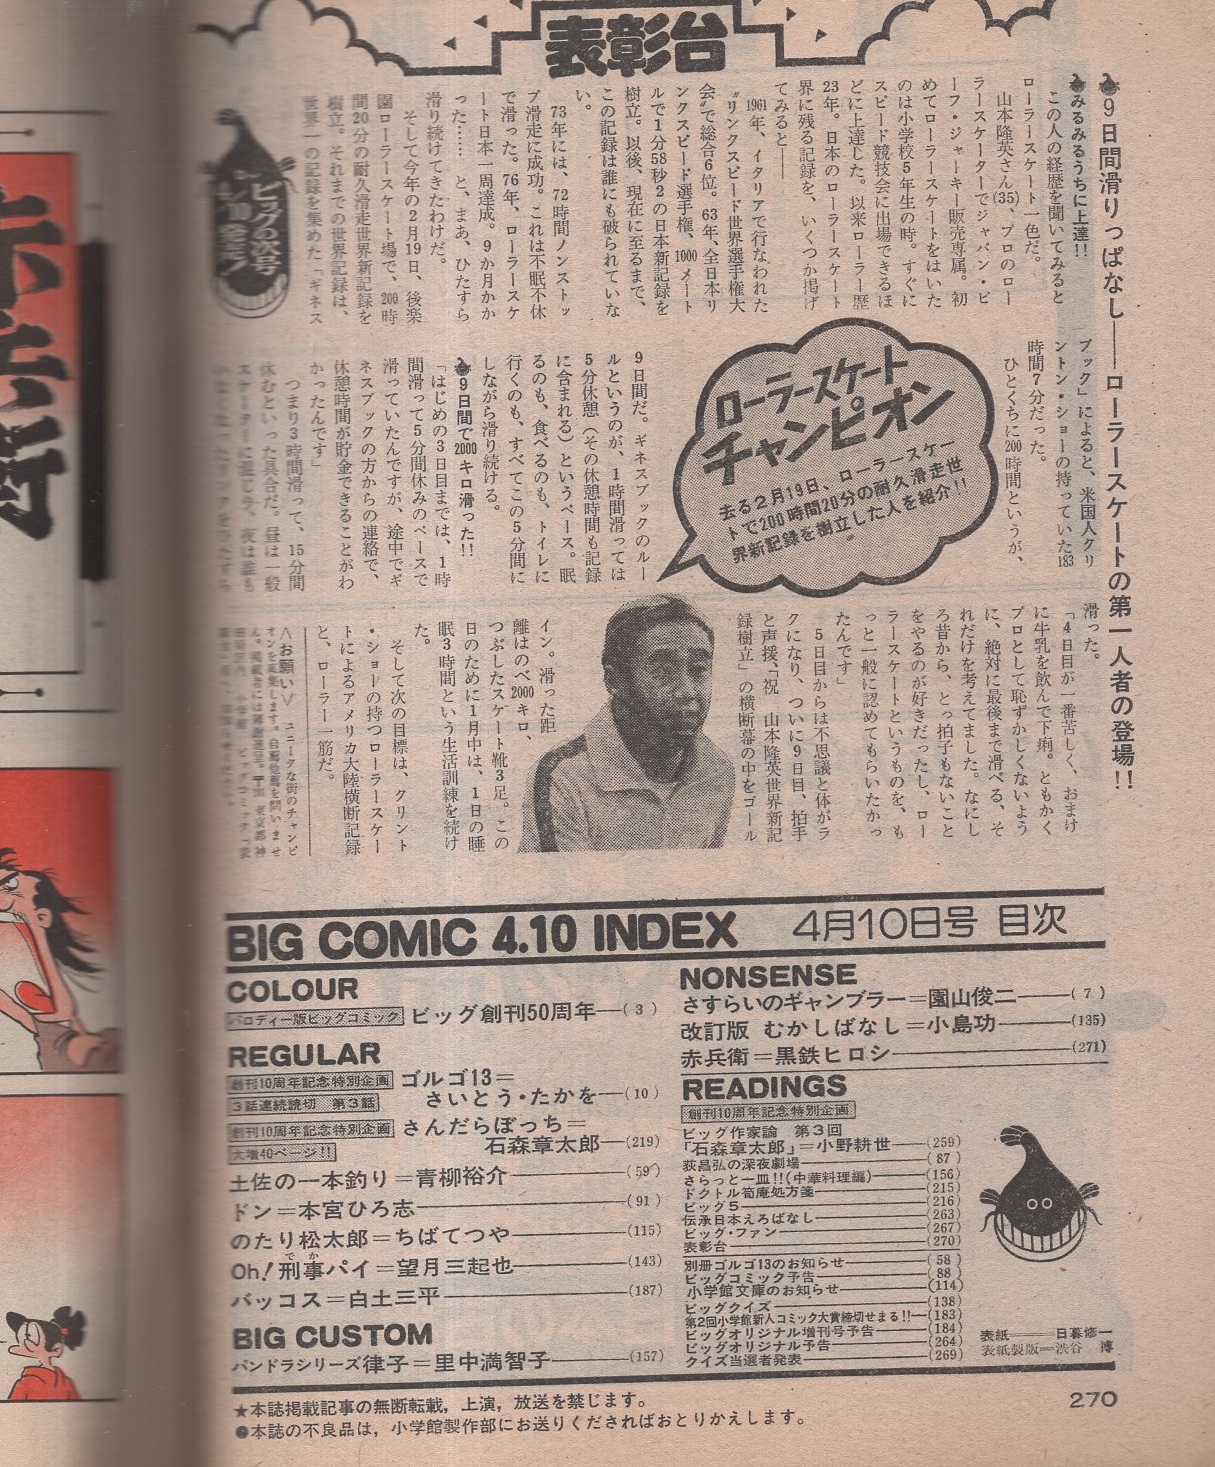 表彰台
9日間滑りっぱなし――ローラースケートの第一人者の登場!!
みるみるうちに上達!!
この人の経歴を聞いてみると
ローラースケート一色だ。
山本隆英さん(35)、プロのロー
ラースケーターでジャパン・ビ
ーフ・ジャーキー販売専属。初
めてローラースケートをはいた
のは小学校5年生の時。すぐに
スピード競技会に出場できるほ
どに上達した。以来ローラー歴
23年。日本のローラースケート
界に残る記録を、いくつか掲げ
てみると――
1961年、イタリアで行なわれた
〝リンクスピード世界選手権大
会〟で総合6位。63年、全日本リ
ンクスピード選手権、1000メート
ルで1分58秒2の日本新記録を
樹立。以後、現在に至るまで、
この記録は誰にも破られていな
い。
73年には、72時間ノンストッ
プ滑走に成功。これは不眠不休
で滑った。76年、ローラースケ
ート日本一周達成。9か月かか
った……と、まあ、ひたすら
滑り続けてきたわけだ。
そして今年の2月19日、後楽
園ローラースケート場で、200時
間20分の耐久滑走世界新記録を
樹立。それまでの世界記録は、
世界一の記録を集めた「ギネス
ビッグの次号
4/10発売!
ブック」によると、米国人クリ
ントン・ショーの持っていた183
時間7分だった。
ひとくちに200時間というが、
ローラースケート
チャンピオン
去る2月19日、ローラースケー
トで200時間20分の耐久滑走世
界新記録を樹立した人を紹介!!
9日間だ。ギネスブックのルー
ルというのが、1時間滑っては
5分休憩(その休憩時間も記録
に含まれる)というペース。眠
るのも、食べるのも、トイレに
行くのも、すべてこの5分間に
しながら滑り続ける。
9日間で2000キロ滑った!!
「はじめの3日目までは、1時
間滑って5分間休みのペースで
滑っていたんですが、途中でギ
ネスブックの方からの連絡で、
休憩時間が貯金できることがわ
かったんです」
つまり3時間滑って、15分間
休むといった具合だ。昼は一般
スケーターに混じり、夜は誰も
いなくなったリンクをひたすら
滑った。
「4日目が一番苦しく、おまけ
に牛乳を飲んで下痢。ともかく
プロとして恥ずかしくないよう
に、絶対に最後まで滑べる、そ
れだけを考えてました。なにし
ろ昔から、とっ拍子もないこと
をやるのが好きだったし、ロー
ラースケートというものを、も
っと一般に認めてもらいたかっ
たんです」
5日目からは不思議と体がラ
クになり、ついに9日目、拍手
と声援、「祝 山本隆英世界新記
録樹立」の横断幕の中をゴール
イン。滑った距
離はのべ2000キロ、
つぶしたスケート靴3足。この
日のために1月中は、1日の睡
眠3時間という生活訓練を続け
た。
そして次の目標は、クリント
・ショーの持つローラースケー
トによるアメリカ大陸横断記録
と、ローラー一筋だ。
〈お願い〉 ユニークな街のチャンピ
オンを募集します。自薦他薦を問いませ
BIG COMIC 4.10 INDEX 4月10日号 目次
COLOUR
パロディー版ビッグコミック ビッグ創刊50周年―(3)
REGULAR
創刊10周年記念特別企画 ゴルゴ13=
3話連続読切 第3話 さいとう・たかを―(10)
創刊10周年記念特別企画 さんだらぼっち=
大増40ページ!! 石森章太郎―(219)
土佐の一本釣り=青柳裕介―(59)
ドン=本宮ひろ志―(91)
のたり松太郎=ちばてつや―(115)
Oh!刑事パイ=望月三起也―(143)
でか
バッコス=白土三平―(187)
BIG CUSTOM
パンドラシリーズ律子=里中満智子―(157)
NONSENSE
さすらいのギャンブラー=園山俊二―(7)
改訂版 むかしばなし=小島功―(135)
赤兵衛=黒鉄ヒロシ―(271)
READINGS
創刊10周年記念特別企画
ビッグ作家論 第3回
「石森章太郎」=小野耕世―(259)
荻昌弘の深夜劇場―(87)
さらっと一皿!!(中華料理編)―(156)
ドクトル筍庵処方箋―(215)
ビッグ5―(216)
伝承日本えろばなし―(263)
ビッグ・ファン―(267)
表彰台―(270)
別冊ゴルゴ13のお知らせ―(58)
ビッグコミック予告―(88)
小学館文庫のお知らせ―(114)
ビッグクイズ―(138)
第2回小学館新人コミック大賞締切せまる!!―(183)
ビッグオリジナル増刊号予告―(184)
ビッグオリジナル予告―(264)
クイズ当選者発表―(269)
表紙――日暮修一
表紙製版―渋谷 博
★本誌掲載記事の無断転載,上演,放送を禁じます。
●本誌の不良品は,小学館製作部にお送りくださればおとりかえします。
270